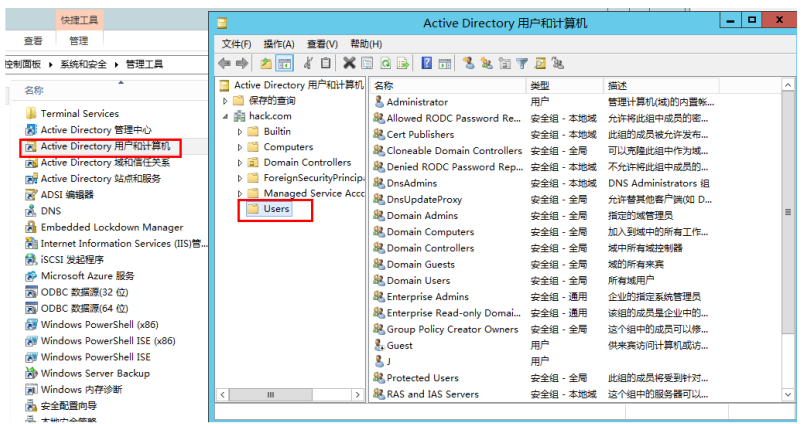 快捷工具
查看 管理
控制面板 ▸ 系统和安全 ▸ 管理工具
名称
Terminal Services
Active Directory 管理中心
Active Directory 用户和计算机
Active Directory 域和信任关系
Active Directory 站点和服务
ADSI 编辑器
DNS
Embedded Lockdown Manager
Internet Information Services (IIS)管...
iSCSI 发起程序
Microsoft Azure 服务
ODBC 数据源(32 位)
ODBC 数据源(64 位)
Windows PowerShell (x86)
Windows PowerShell ISE (x86)
Windows PowerShell ISE
Windows Server Backup
Windows 内存诊断
安全配置向导
本地安全策略
Active Directory 用户和计算机
文件(F) 操作(A) 查看(V) 帮助(H)
Active Directory 用户和计算机
保存的查询
hack.com
Builtin
Computers
Domain Controllers
ForeignSecurityPrincipa
Managed Service Acco
Users
名称 类型 描述
Administrator 用户 管理计算机(域)的内置帐...
Allowed RODC Password Re... 安全组 - 本地域 允许将此组中成员的密...
Cert Publishers 安全组 - 本地域 此组的成员被允许发布...
Cloneable Domain Controllers 安全组 - 全局 可以克隆此组中作为域...
Denied RODC Password Rep... 安全组 - 本地域 不允许将此组中成员的...
DnsAdmins 安全组 - 本地域 DNS Administrators 组
DnsUpdateProxy 安全组 - 全局 允许替其他客户端(如 D...
Domain Admins 安全组 - 全局 指定的域管理员
Domain Computers 安全组 - 全局 加入到域中的所有工作...
Domain Controllers 安全组 - 全局 域中所有域控制器
Domain Guests 安全组 - 全局 域的所有来宾
Domain Users 安全组 - 全局 所有域用户
Enterprise Admins 安全组 - 通用 企业的指定系统管理员
Enterprise Read-only Domai... 安全组 - 通用 该组的成员是企业中的...
Group Policy Creator Owners 安全组 - 全局 这个组中的成员可以修...
Guest 用户 供来宾访问计算机或访...
J 用户
Protected Users 安全组 - 全局 此组的成员将受到针对...
RAS and IAS Servers 安全组 - 本地域 这个组中的服务器可以...